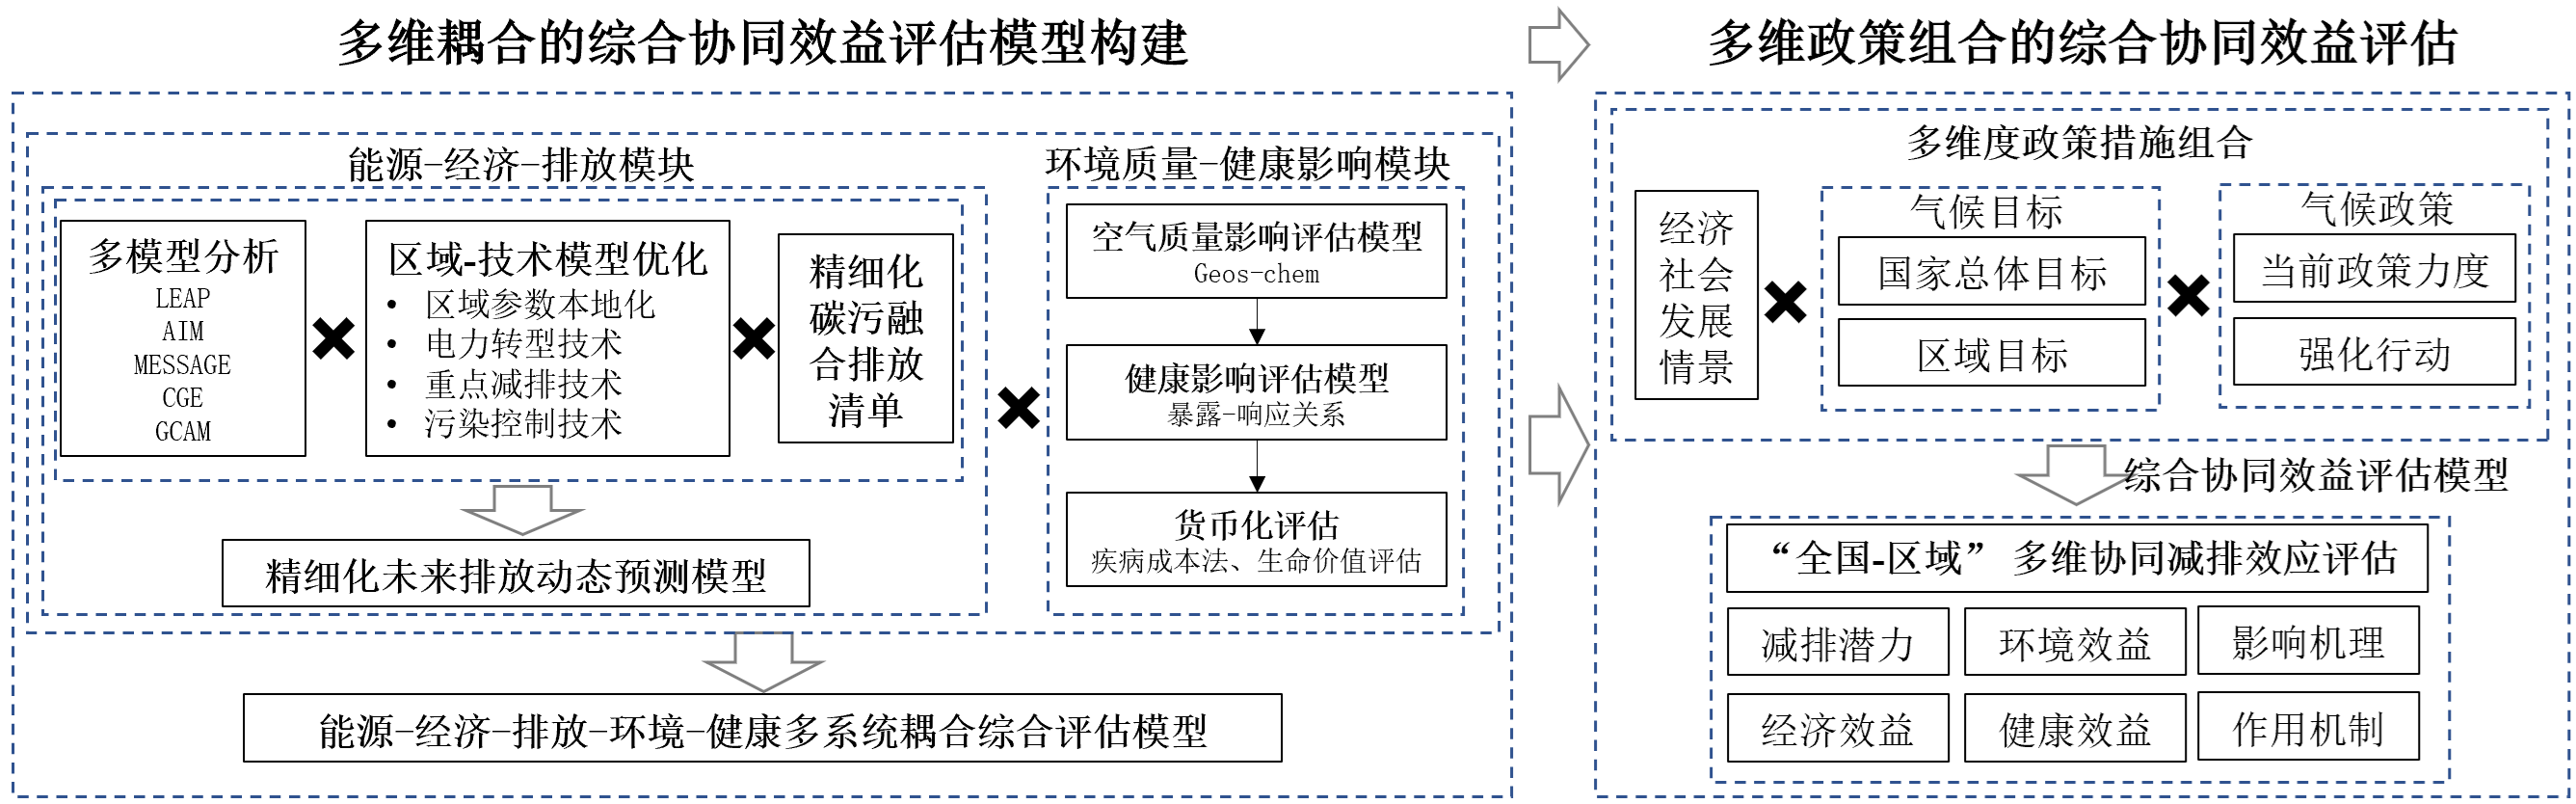 多维耦合的综合协同效益评估模型构建
多维政策组合的综合协同效益评估
能源-经济-排放模块
多模型分析
LEAP
AIM
MESSAGE
CGE
GCAM
区域-技术模型优化
• 区域参数本地化
• 电力转型技术
• 重点减排技术
• 污染控制技术
精细化
碳污融
合排放
清单
精细化未来排放动态预测模型
环境质量-健康影响模块
空气质量影响评估模型
Geos-chem
健康影响评估模型
暴露-响应关系
货币化评估
疾病成本法、生命价值评估
能源-经济-排放-环境-健康多系统耦合综合评估模型
多维度政策措施组合
经济
社会
发展
情景
气候目标
国家总体目标
区域目标
气候政策
当前政策力度
强化行动
综合协同效益评估模型
“全国-区域”多维协同减排效应评估
减排潜力
环境效益
影响机理
经济效益
健康效益
作用机制